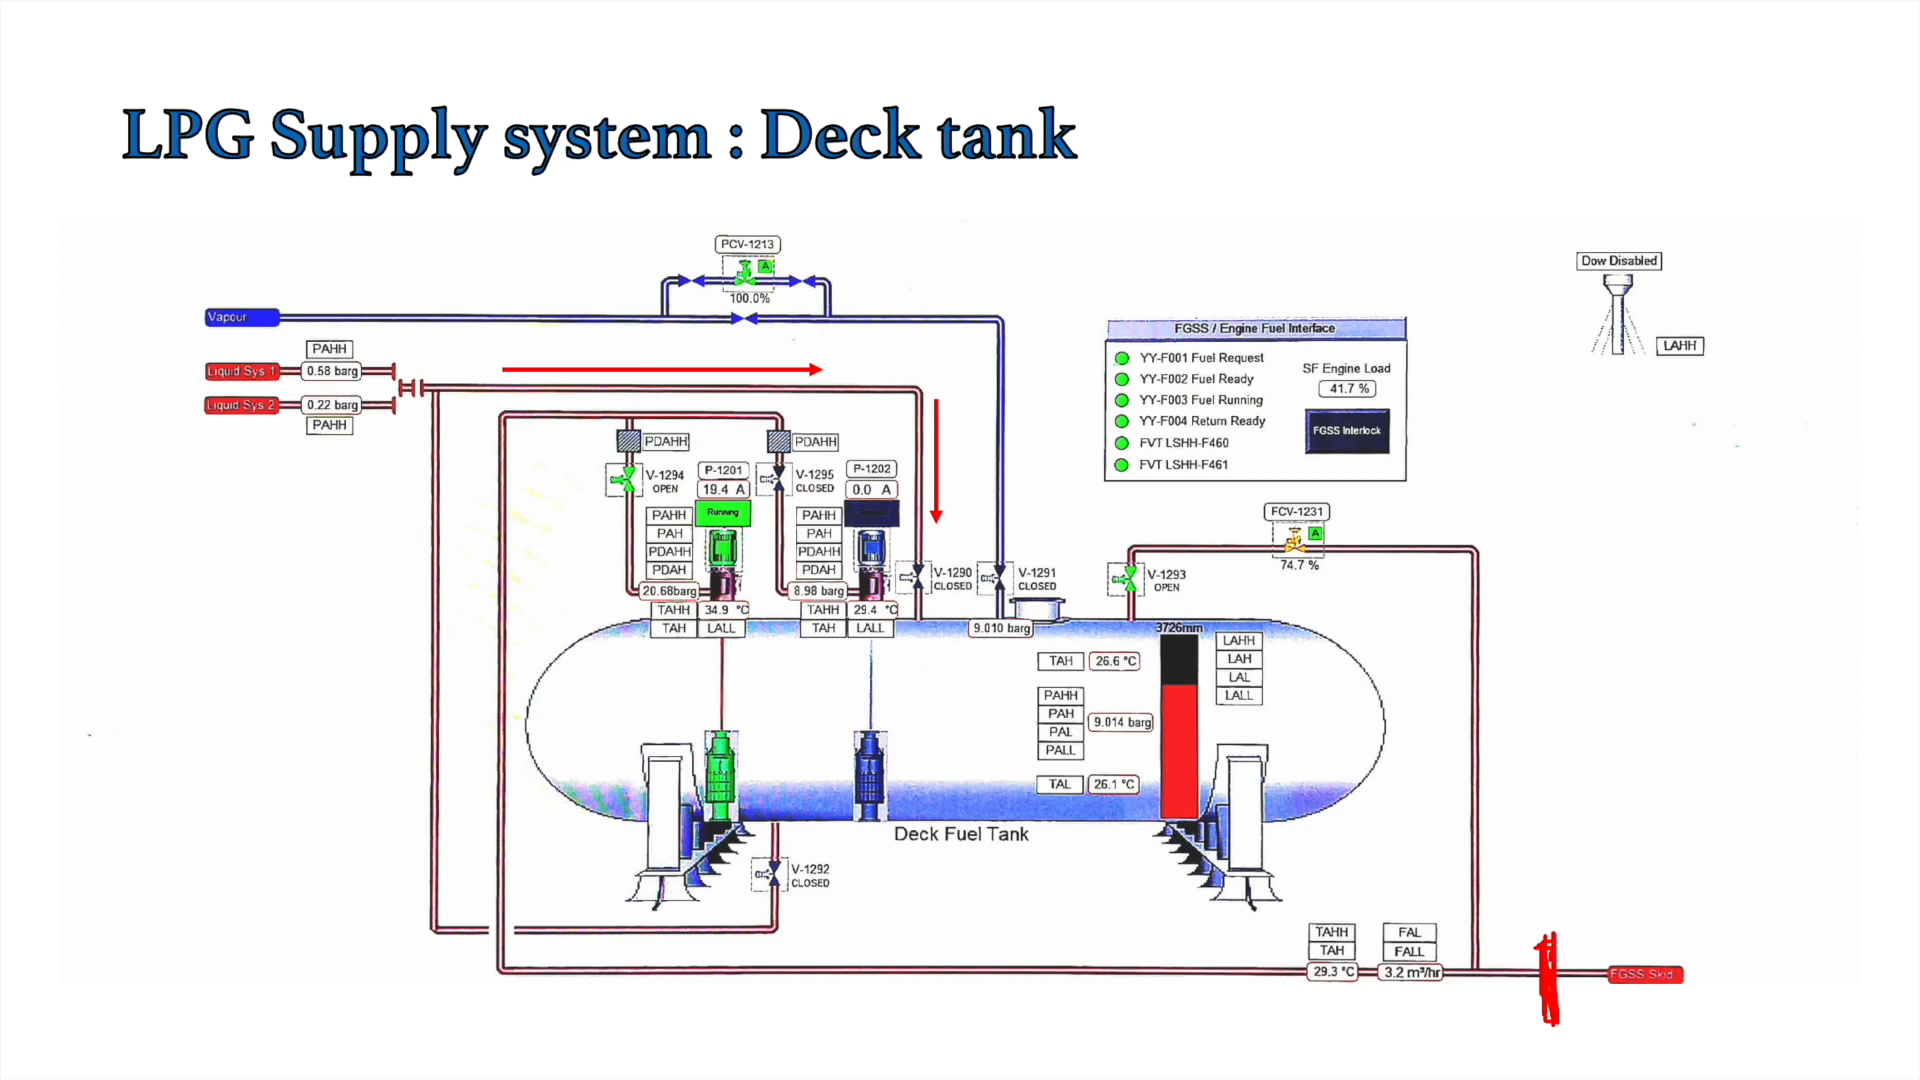 LPG Supply system : Deck tank
PCV-1213
A
100.0%
Vapour
PAHH
Liquid Sys 1
0.58 barg
Liquid Sys 2
0.22 barg
PAHH
Dow Disabled
LAHH
FGSS / Engine Fuel Interface
YY-F001 Fuel Request
YY-F002 Fuel Ready
YY-F003 Fuel Running
YY-F004 Return Ready
FVT LSHH-F460
FVT LSHH-F461
SF Engine Load
41.7 %
FGSS Interlock
PDAHH
V-1294
OPEN
P-1201
19.4 A
Running
PAHH
PAH
PDAHH
PDAH
20.68barg
TAHH
34.9 °C
TAH
LALL
PDAHH
V-1295
CLOSED
P-1202
0.0 A
PAHH
PAH
PDAHH
PDAH
8.98 barg
TAHH
29.4 °C
TAH
LALL
V-1290
CLOSED
V-1291
CLOSED
9.010 barg
V-1293
OPEN
FCV-1231
A
74.7 %
3726mm
LAHH
LAH
LAL
LALL
TAH
26.6 °C
PAHH
PAH
PAL
PALL
9.014 barg
TAL
26.1 °C
Deck Fuel Tank
V-1292
CLOSED
TAHH
TAH
29.3 °C
FAL
FALL
3.2 m³/hr
FGSS Skid